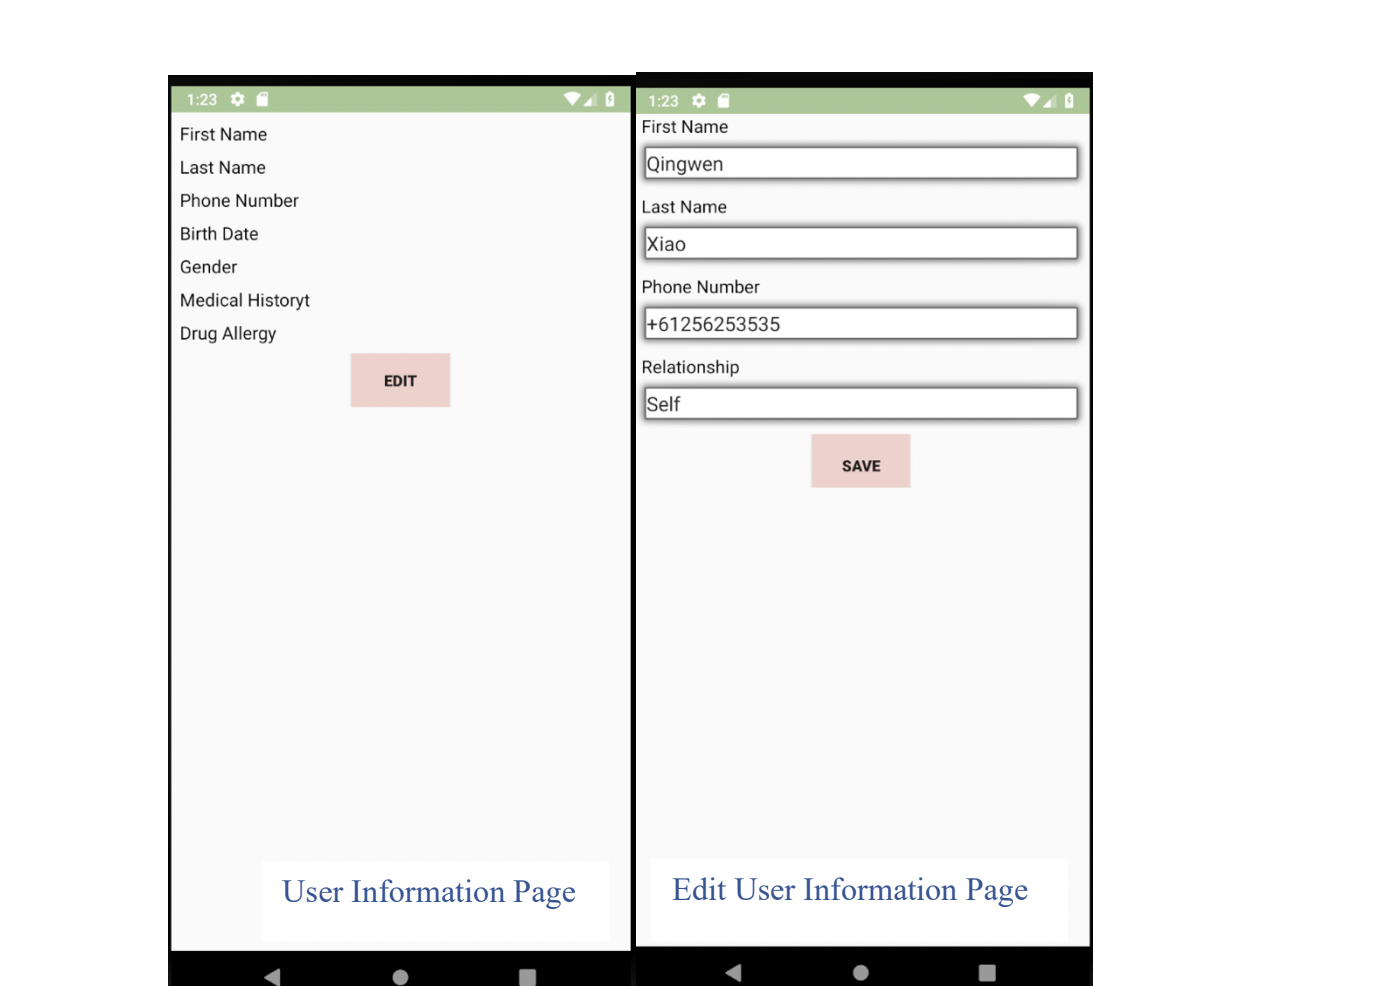 1:23
First Name
Last Name
Phone Number
Birth Date
Gender
Medical Historyt
Drug Allergy
EDIT
User Information Page
1:23
First Name
Qingwen
Last Name
Xiao
Phone Number
+61256253535
Relationship
Self
SAVE
Edit User Information Page